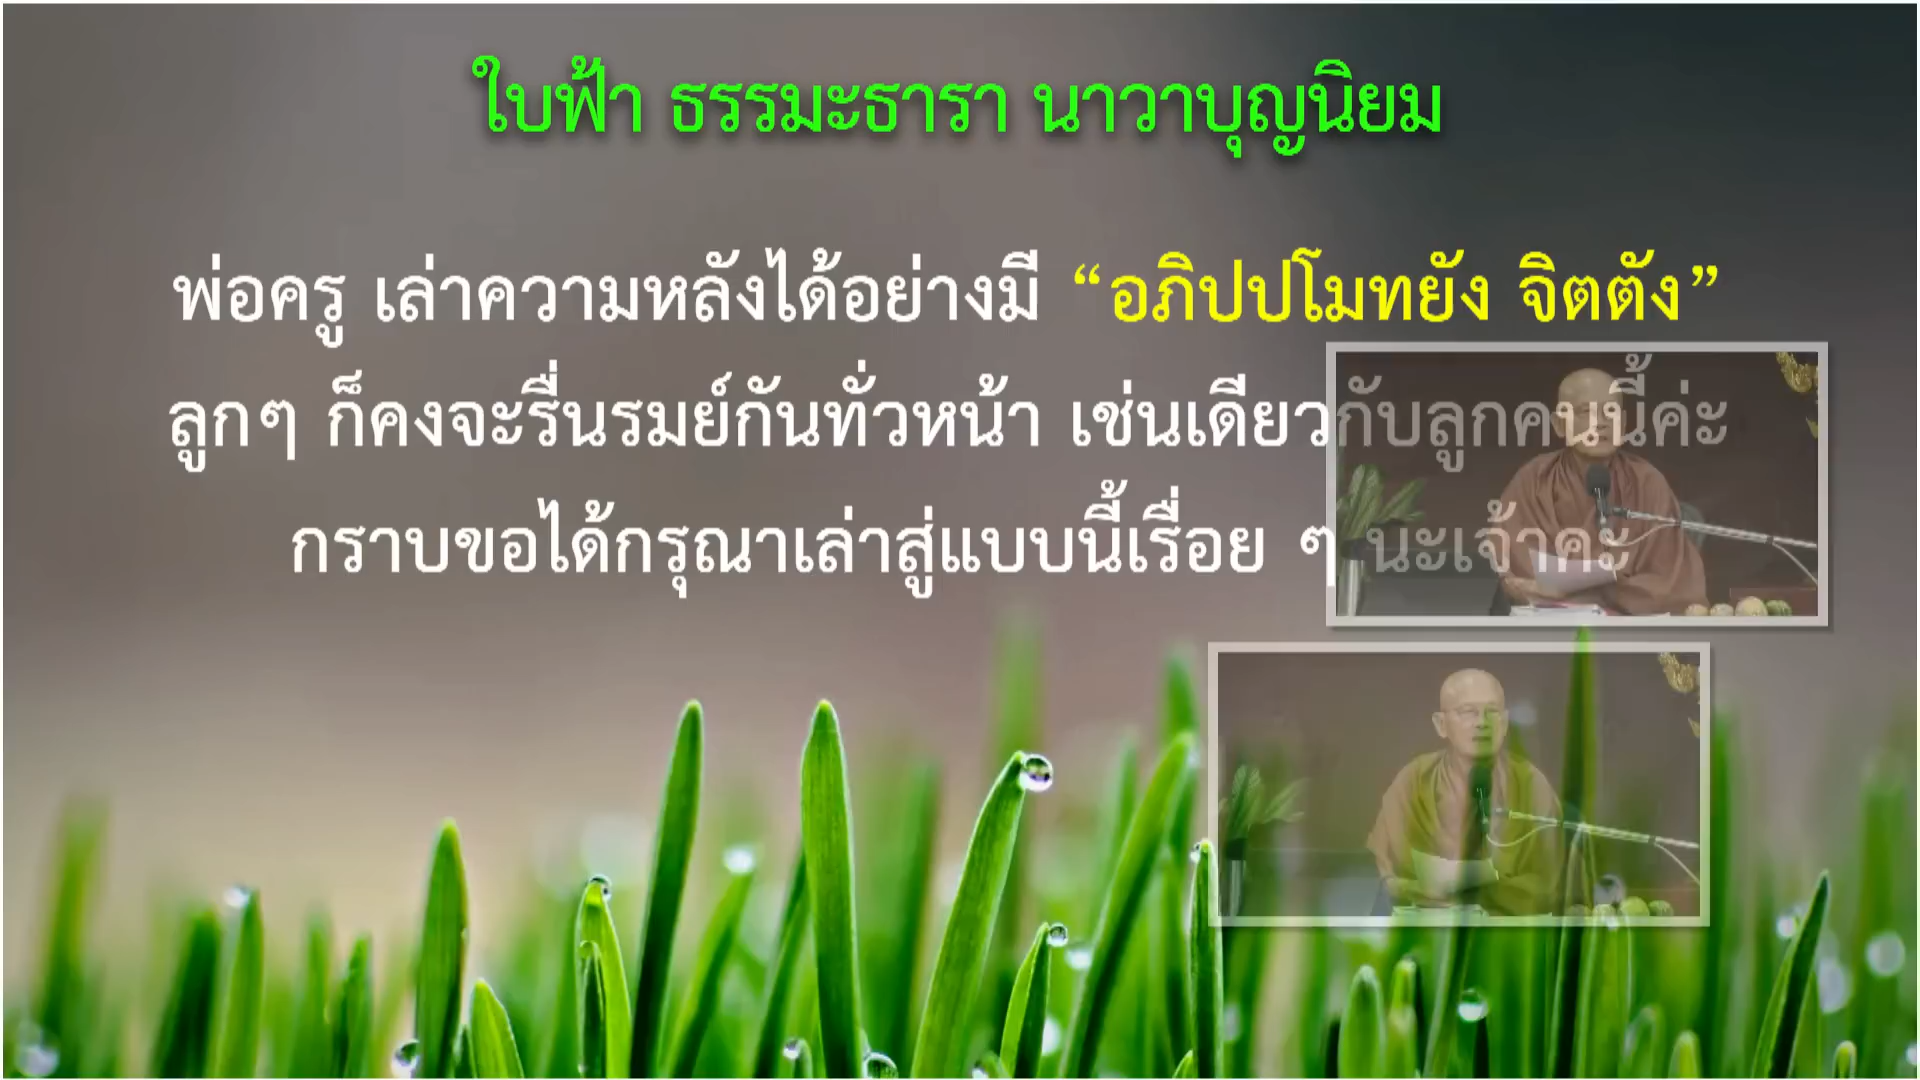 ใบฟ้า ธรรมะธารา นาวาบุญนิยม
พ่อครู เล่าความหลังได้อย่างมี “อภิปปโมทยัง จิตตัง”
ลูกๆ ก็คงจะรื่นรมย์กันทั่วหน้า เช่นเดียวกับลูกคนนี้ค่ะ
กราบขอได้กรุณาเล่าสู่แบบนี้เรื่อย ๆ นะเจ้าคะ